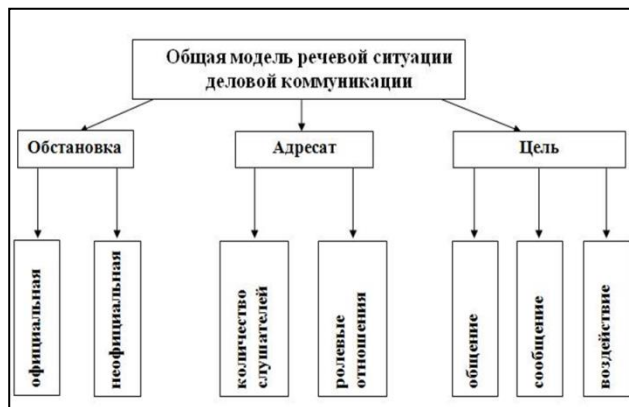 Общая модель речевой ситуации
деловой коммуникации
Обстановка
Адресат
Цель
официальная
неофициальная
количество
слушателей
ролевые
отношения
общение
сообщение
воздействие